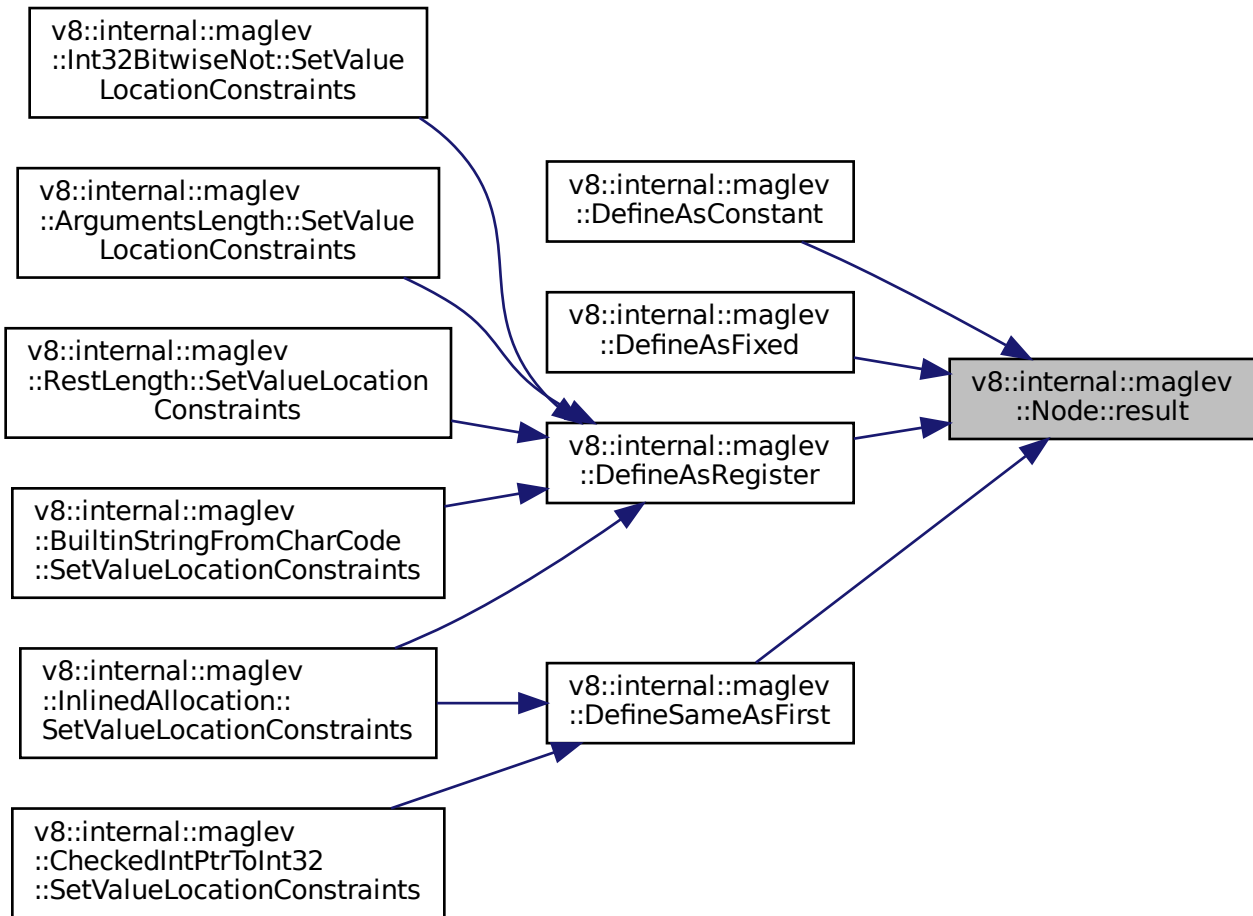 v8::internal::maglev
::Int32BitwiseNot::SetValue
LocationConstraints
v8::internal::maglev
::ArgumentsLength::SetValue
LocationConstraints
v8::internal::maglev
::RestLength::SetValueLocation
Constraints
v8::internal::maglev
::BuiltinStringFromCharCode
::SetValueLocationConstraints
v8::internal::maglev
::InlinedAllocation::
SetValueLocationConstraints
v8::internal::maglev
::CheckedIntPtrToInt32
::SetValueLocationConstraints
v8::internal::maglev
::DefineAsConstant
v8::internal::maglev
::DefineAsFixed
v8::internal::maglev
::DefineAsRegister
v8::internal::maglev
::DefineSameAsFirst
v8::internal::maglev
::Node::result